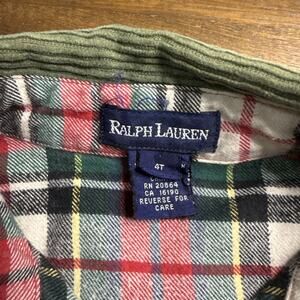 RALPH LAUREN
4T
RN 20864
CA 16190
REVERSE FOR
CARE